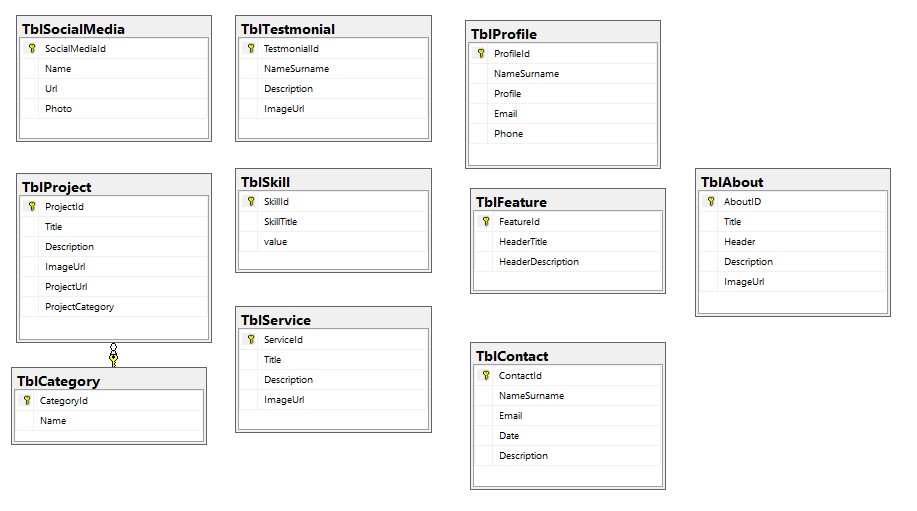 TblSocialMedia
SocialMediaId
Name
Url
Photo
TblTestmonial
TestmonialId
NameSurname
Description
ImageUrl
TblProfile
ProfileId
NameSurname
Profile
Email
Phone
TblProject
ProjectId
Title
Description
ImageUrl
ProjectUrl
ProjectCategory
TblSkill
SkillId
SkillTitle
value
TblFeature
FeatureId
HeaderTitle
HeaderDescription
TblAbout
AboutID
Title
Header
Description
ImageUrl
TblService
ServiceId
Title
Description
ImageUrl
TblContact
ContactId
NameSurname
Email
Date
Description
TblCategory
CategoryId
Name